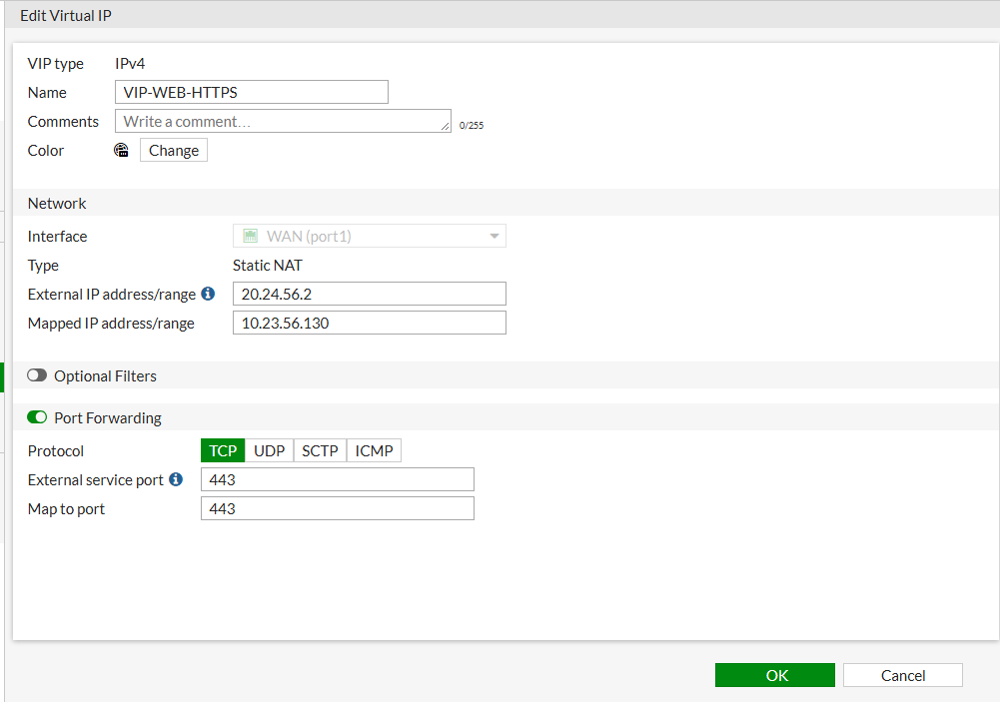 Edit Virtual IP
VIP type IPv4
Name VIP-WEB-HTTPS
Comments Write a comment... 0/255
Color Change
Network
Interface WAN (port1)
Type Static NAT
External IP address/range 20.24.56.2
Mapped IP address/range 10.23.56.130
Optional Filters
Port Forwarding
Protocol TCP UDP SCTP ICMP
External service port 443
Map to port 443
OK Cancel